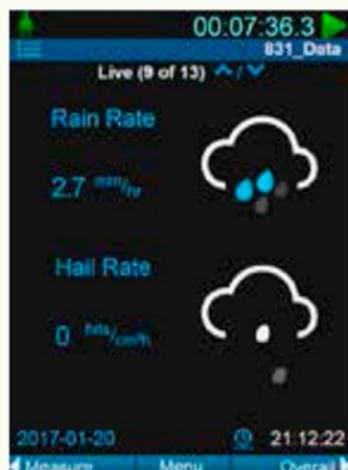 00:07:36.3
831_Data
Live (9 of 13) /
Rain Rate
2.7 mm/hr
Hail Rate
0 hits/cm²h
2017-01-20 21:12:22
Measure Menu Overall